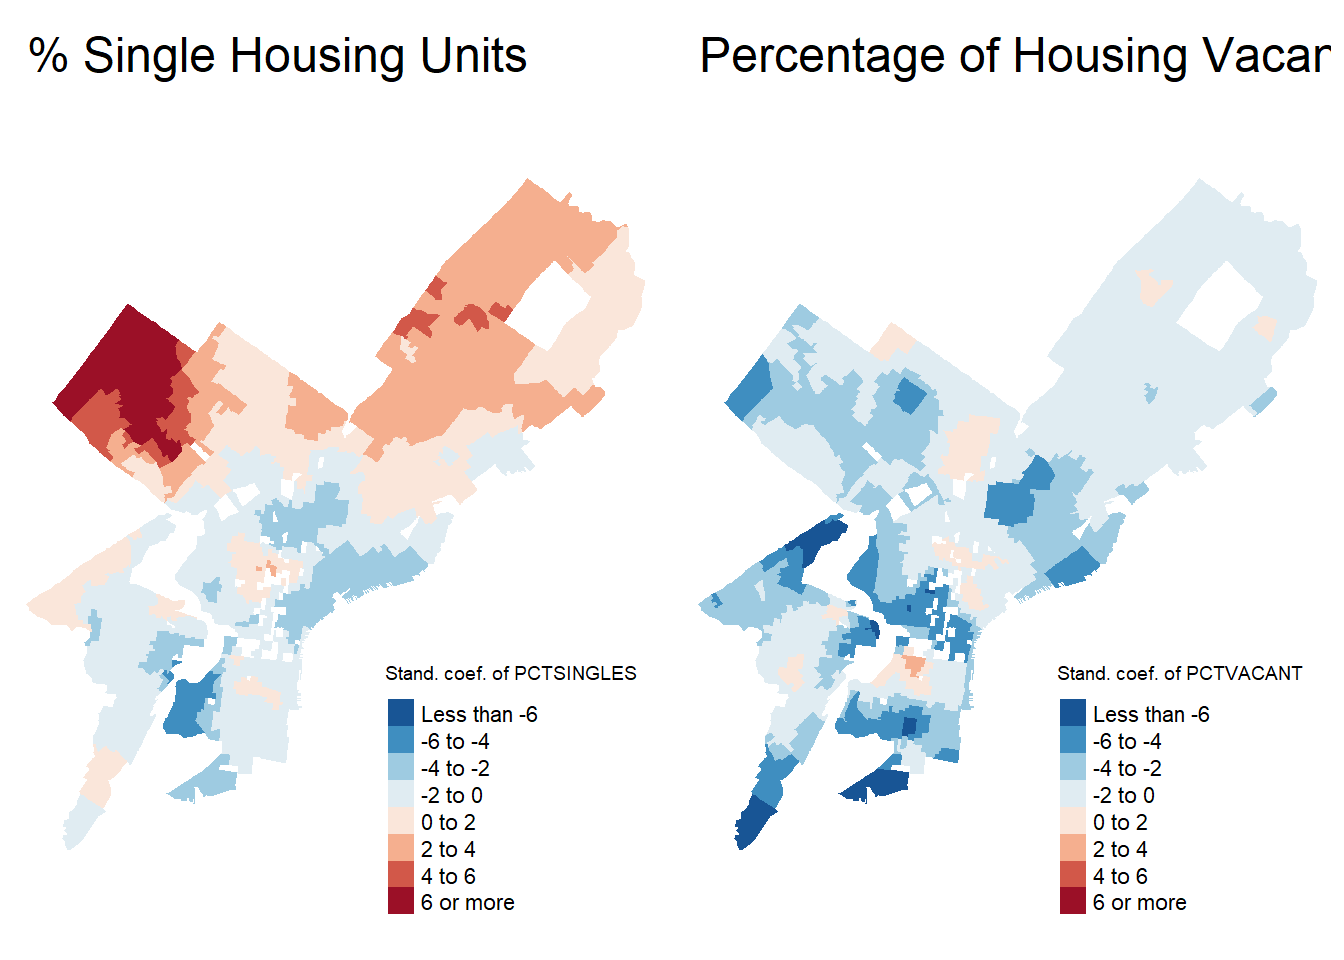 % Single Housing Units
Percentage of Housing Vacan
Stand. coef. of PCTSINGLES
Less than -6
-6 to -4
-4 to -2
-2 to 0
0 to 2
2 to 4
4 to 6
6 or more
Stand. coef. of PCTVACANT
Less than -6
-6 to -4
-4 to -2
-2 to 0
0 to 2
2 to 4
4 to 6
6 or more